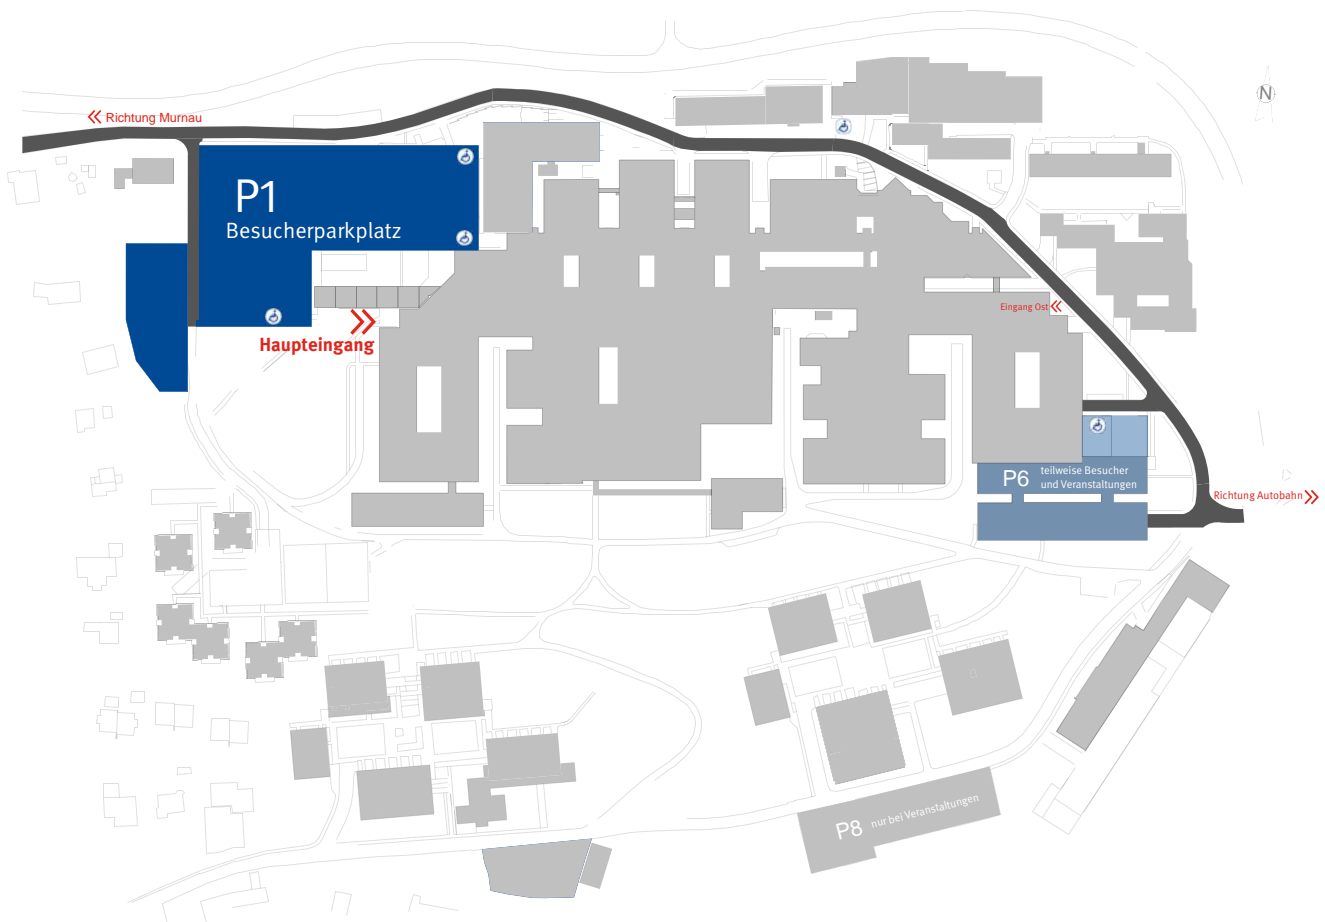 N
Richtung Murnau
P1
Besucherparkplatz
Eingang Ost
Haupteingang
P6 teilweise Besucher
und Veranstaltungen
Richtung Autobahn
P8 nur bei Veranstaltungen